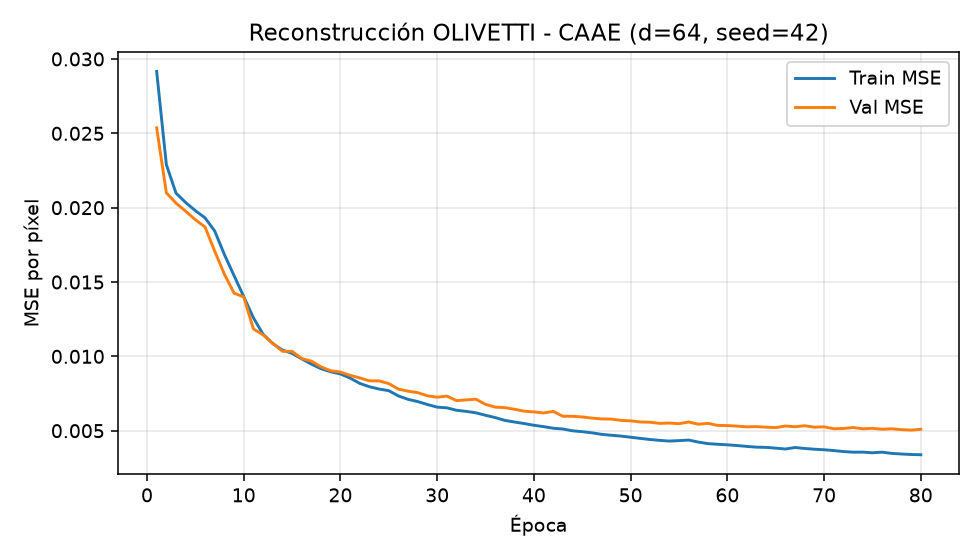 Reconstrucción OLIVETTI - CAAE (d=64, seed=42)
Train MSE
Val MSE
MSE por píxel
0.030
0.025
0.020
0.015
0.010
0.005
0 10 20 30 40 50 60 70 80
Época